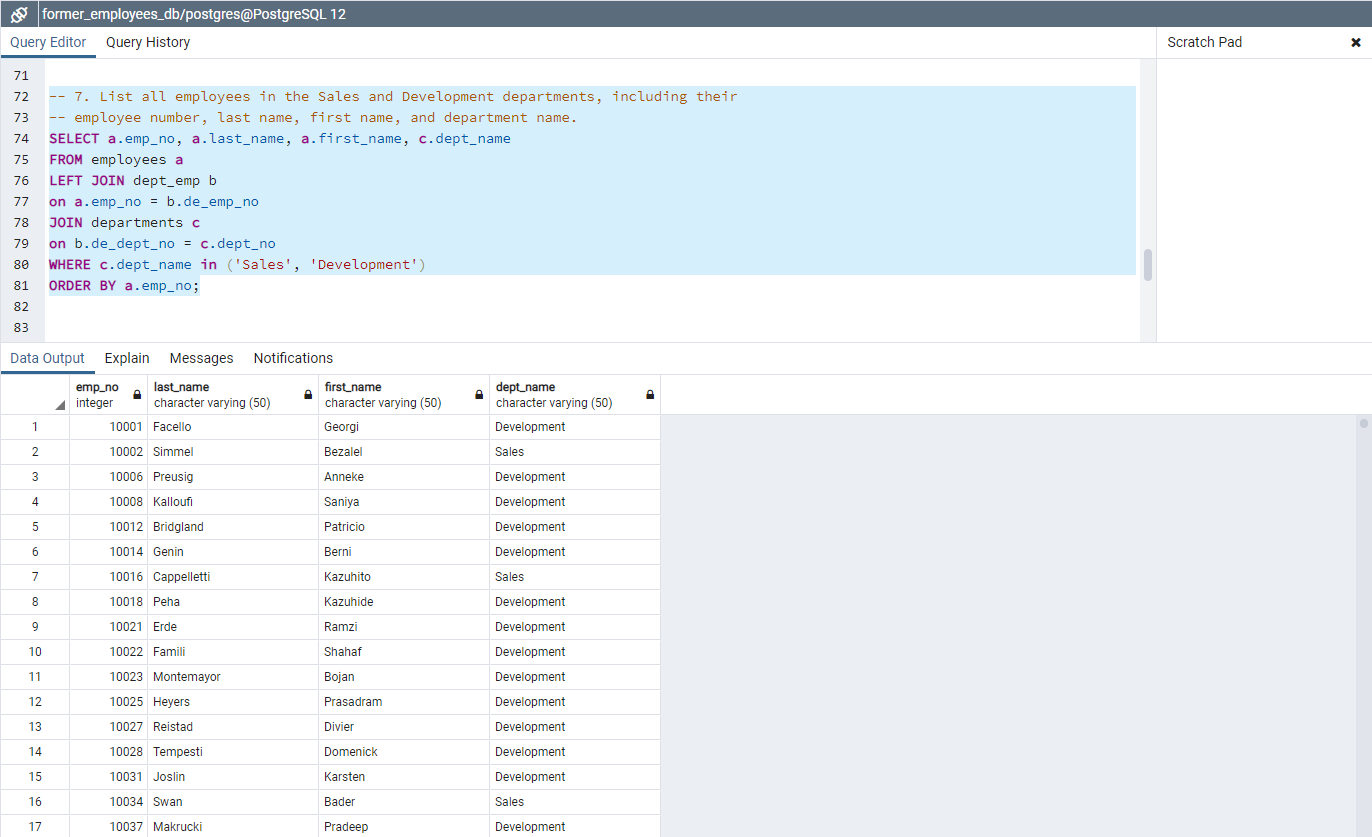 former_employees_db/postgres@PostgreSQL 12
Query Editor Query History Scratch Pad
71
72 -- 7. List all employees in the Sales and Development departments, including their
73 -- employee number, last name, first name, and department name.
74 SELECT a.emp_no, a.last_name, a.first_name, c.dept_name
75 FROM employees a
76 LEFT JOIN dept_emp b
77 on a.emp_no = b.de_emp_no
78 JOIN departments c
79 on b.de_dept_no = c.dept_no
80 WHERE c.dept_name in ('Sales', 'Development')
81 ORDER BY a.emp_no;
82
83
Data Output Explain Messages Notifications
emp_no last_name first_name dept_name
integer character varying (50) character varying (50) character varying (50)
1 10001 Facello Georgi Development
2 10002 Simmel Bezalel Sales
3 10006 Preusig Anneke Development
4 10008 Kalloufi Saniya Development
5 10012 Bridgland Patricio Development
6 10014 Genin Berni Development
7 10016 Cappelletti Kazuhito Sales
8 10018 Peha Kazuhide Development
9 10021 Erde Ramzi Development
10 10022 Famili Shahaf Development
11 10023 Montemayor Bojan Development
12 10025 Heyers Prasadram Development
13 10027 Reistad Divier Development
14 10028 Tempesti Domenick Development
15 10031 Joslin Karsten Development
16 10034 Swan Bader Sales
17 10037 Makrucki Pradeep Development